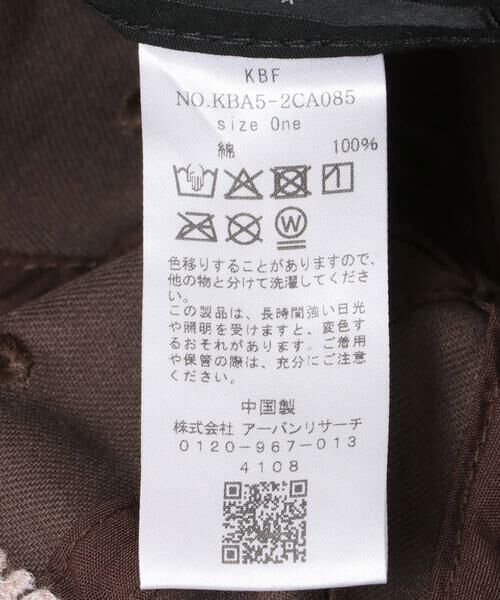 KBF
NO.KBA5-2CA085
size One
綿 100%
W
色移りすることがありますので、
他の物と分けて洗濯してくださ
い。
この製品は、長時間強い日光
や照明を受けますと、変色す
るおそれがあります。ご着用
や保管の際は、充分にご注意
ください。
中国製
株式会社 アーバンリサーチ
0120-967-013
4108